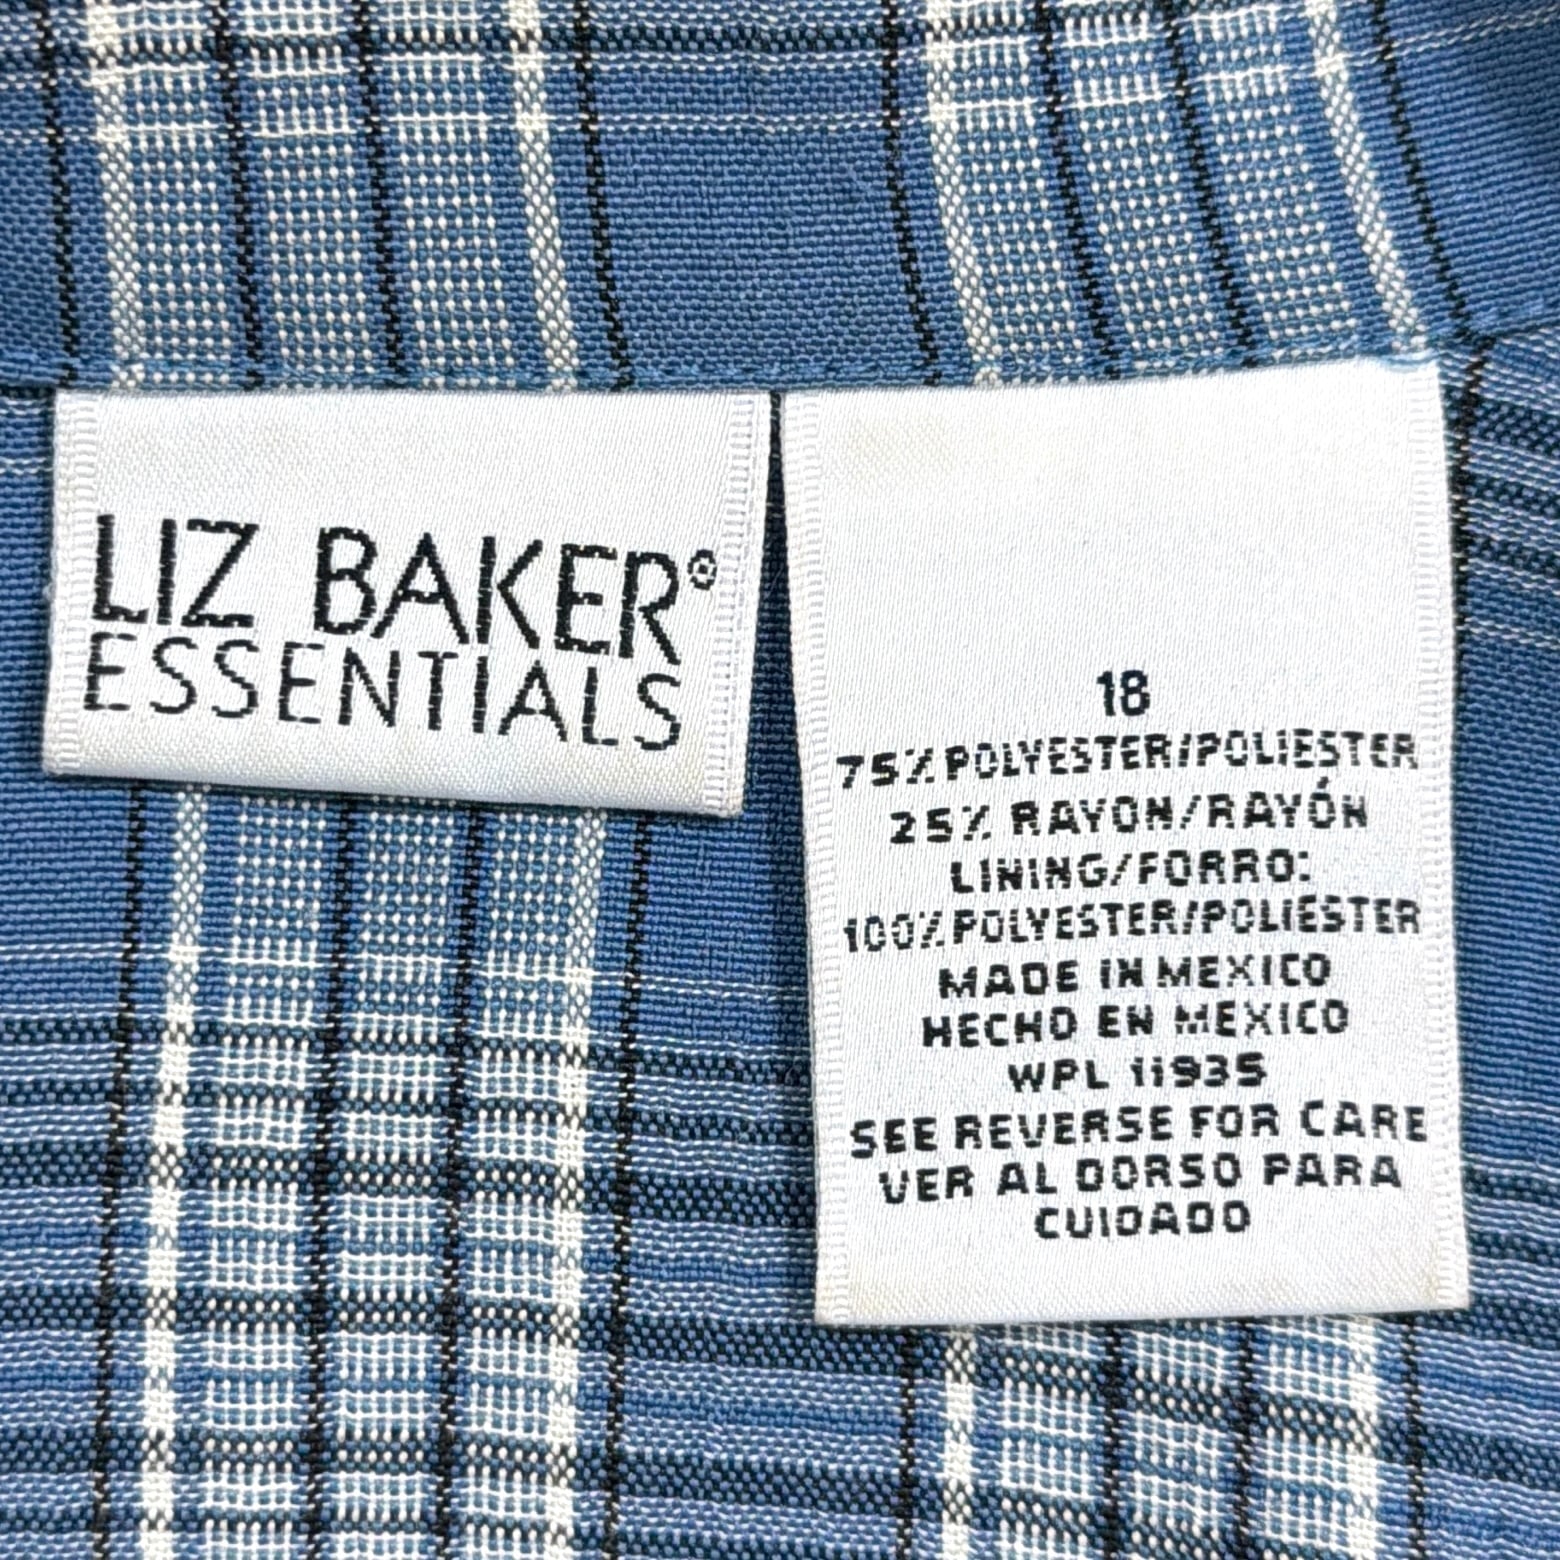 LIZ BAKER®
ESSENTIALS
18
75% POLYESTER/POLIESTER
25% RAYON/RAYÓN
LINING/FORRO:
100% POLYESTER/POLIESTER
MADE IN MEXICO
HECHO EN MEXICO
WPL 11935
SEE REVERSE FOR CARE
VER AL DORSO PARA
CUIDADO